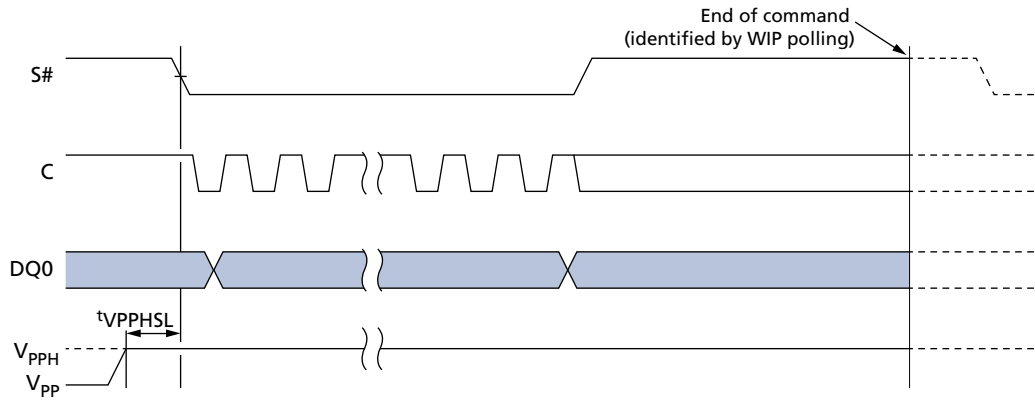 End of command
(identified by WIP polling)
S#
C
DQ0
tVPPHSL
VPPH
VPP